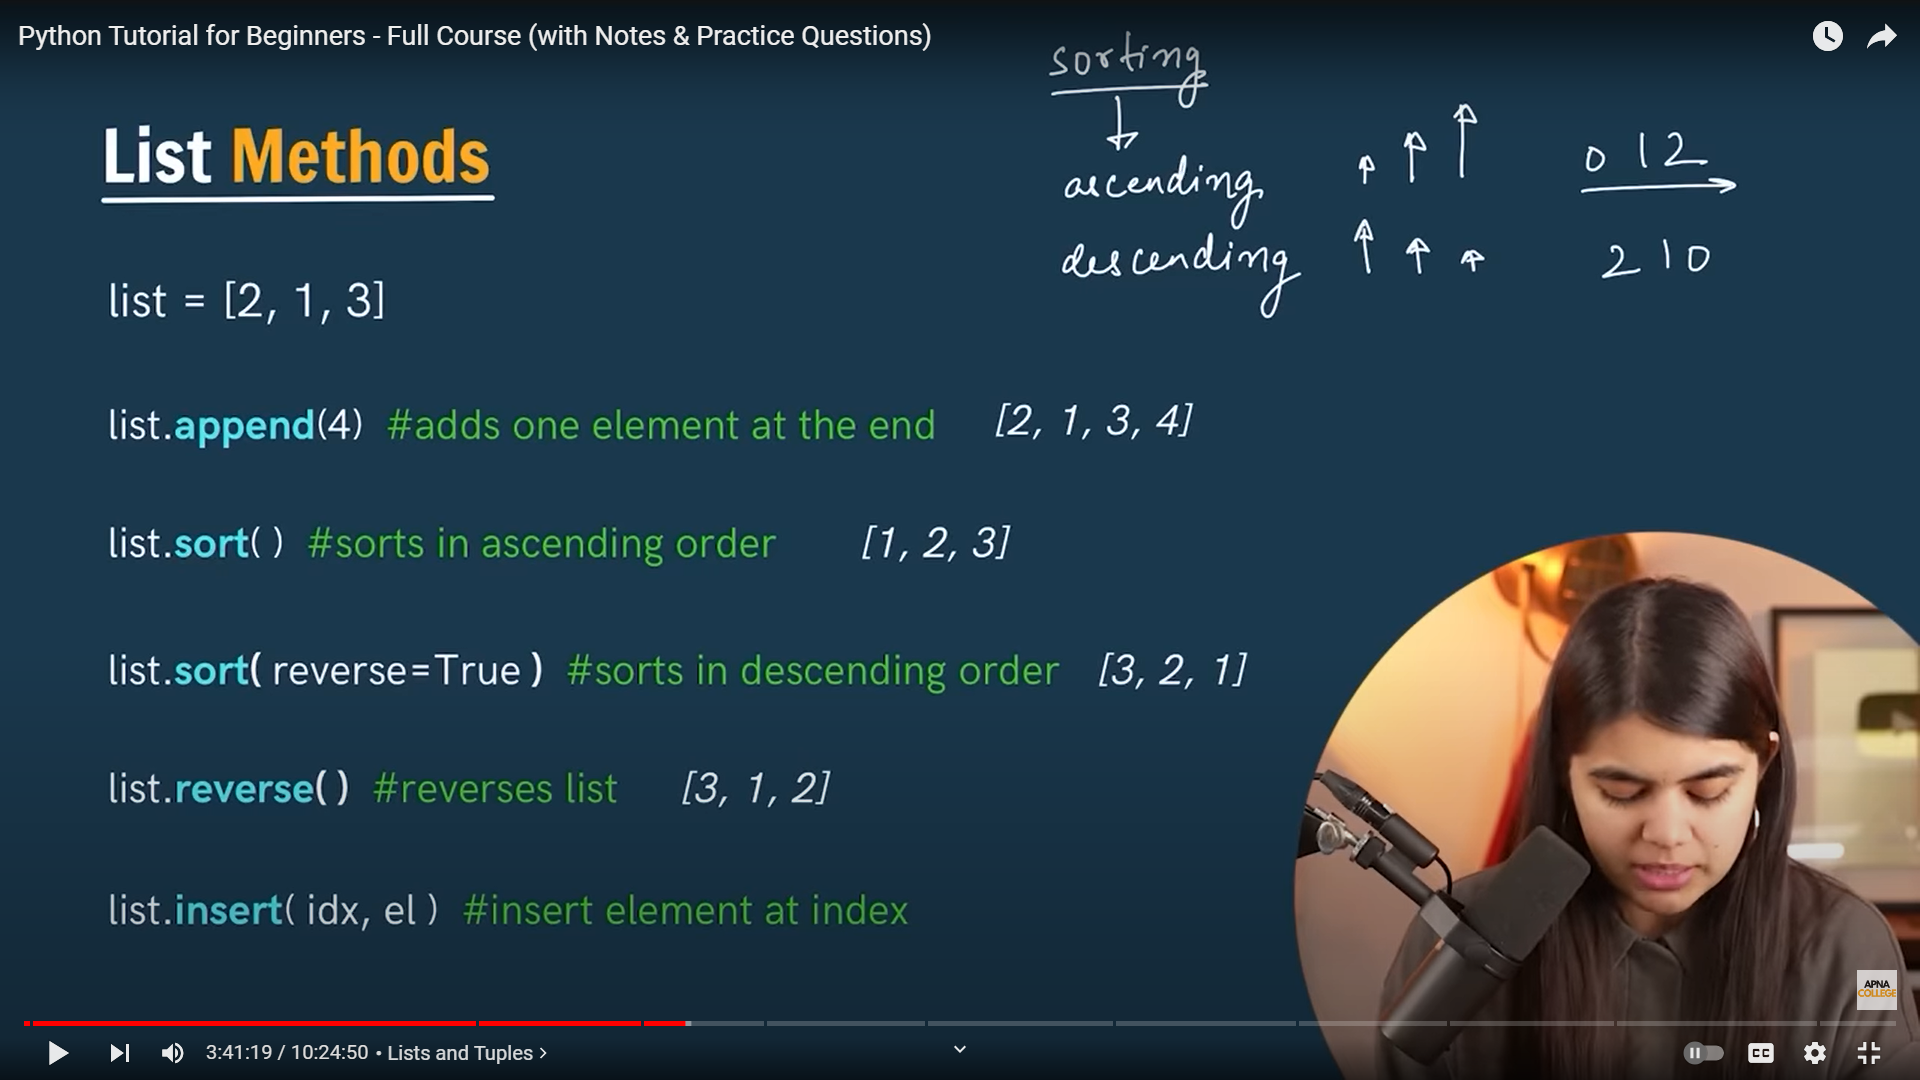 Python Tutorial for Beginners - Full Course (with Notes & Practice Questions)
sorting
List Methods
ascending 0 1 2
descending 2 1 0
list = [2, 1, 3]
list.append(4) #adds one element at the end [2, 1, 3, 4]
list.sort( ) #sorts in ascending order [1, 2, 3]
list.sort( reverse=True ) #sorts in descending order [3, 2, 1]
list.reverse( ) #reverses list [3, 1, 2]
list.insert( idx, el ) #insert element at index
APNA
COLLEGE
3:41:19 / 10:24:50 • Lists and Tuples >
CC